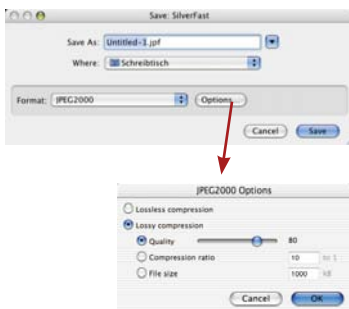 Save: SilverFast
Save As: Untitled-1.jpf
Where: Schreibtisch
Format: JPEG2000 Options...
Cancel Save
JPEG2000 Options
Lossless compression
Lossy compression
Quality 80
Compression ratio 10 to 1
File size 1000 kB
Cancel OK